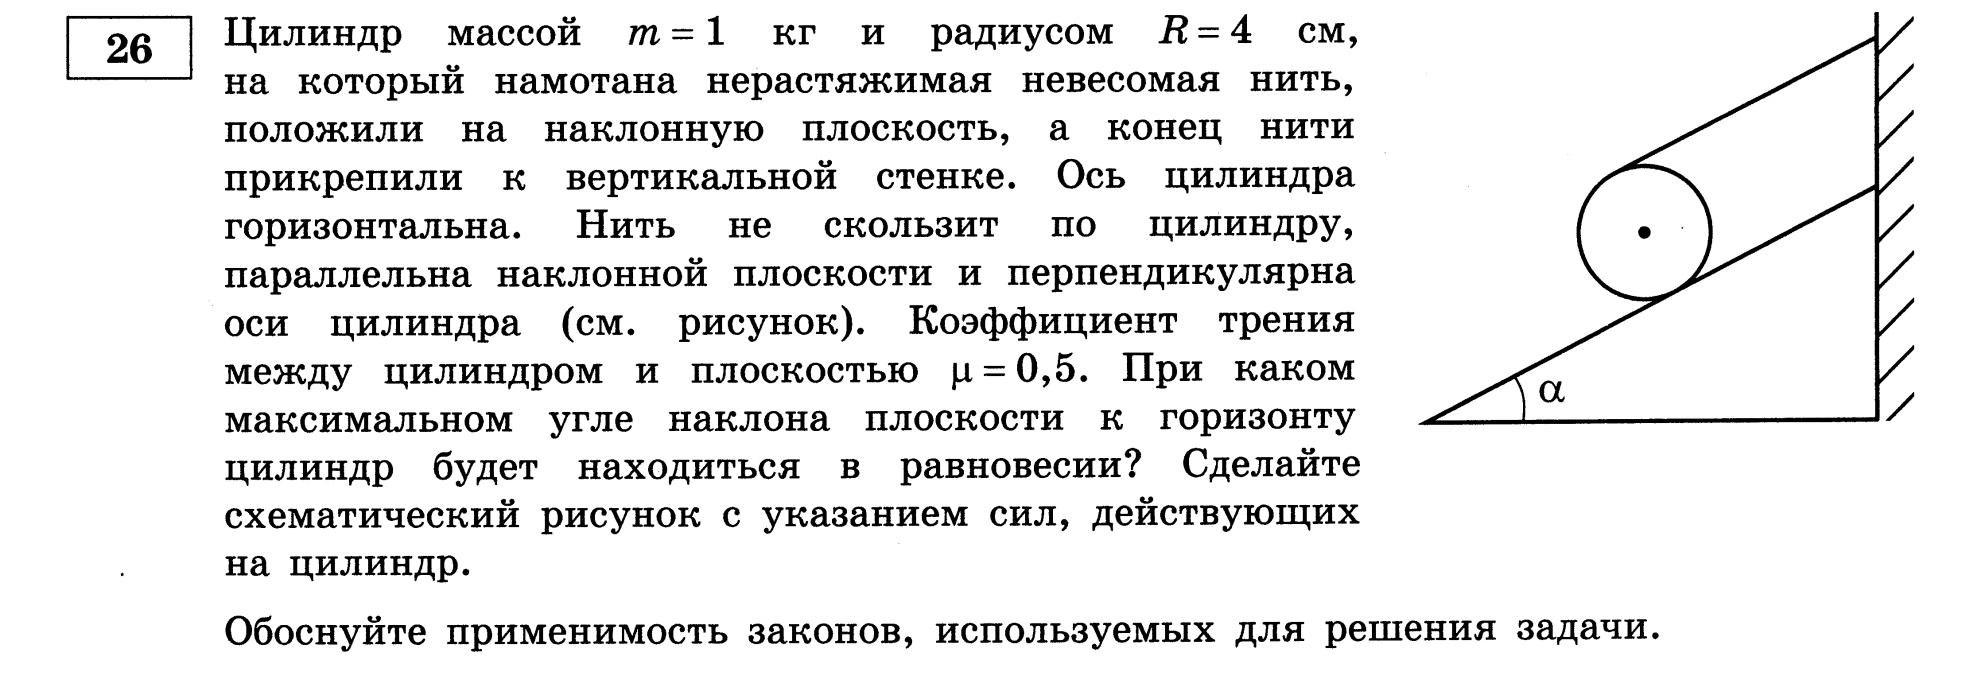 26
Цилиндр массой m = 1 кг и радиусом R = 4 см,
на который намотана нерастяжимая невесомая нить,
положили на наклонную плоскость, а конец нити
прикрепили к вертикальной стенке. Ось цилиндра
горизонтальна. Нить не скользит по цилиндру,
параллельна наклонной плоскости и перпендикулярна
оси цилиндра (см. рисунок). Коэффициент трения
между цилиндром и плоскостью μ = 0,5. При каком
максимальном угле наклона плоскости к горизонту
цилиндр будет находиться в равновесии? Сделайте
схематический рисунок с указанием сил, действующих
на цилиндр.
α
Обоснуйте применимость законов, используемых для решения задачи.